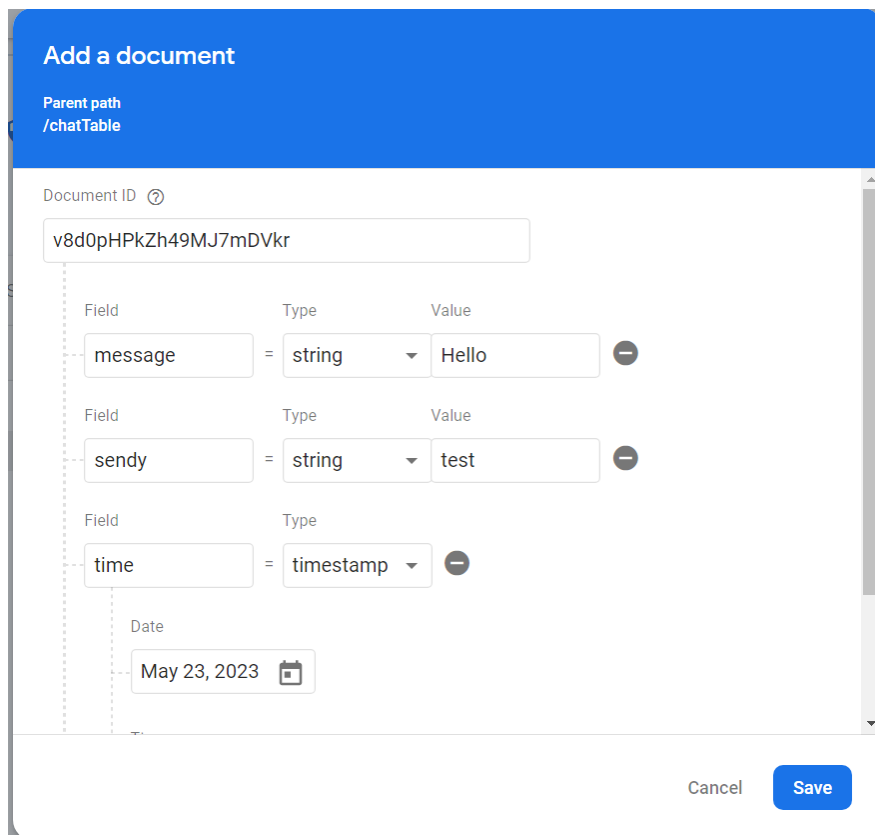 Add a document
Parent path
/chatTable
Document ID ?
v8d0pHPkZh49MJ7mDVkr
Field Type Value
message = string Hello
Field Type Value
sendy = string test
Field Type
time = timestamp
Date
May 23, 2023
Cancel Save